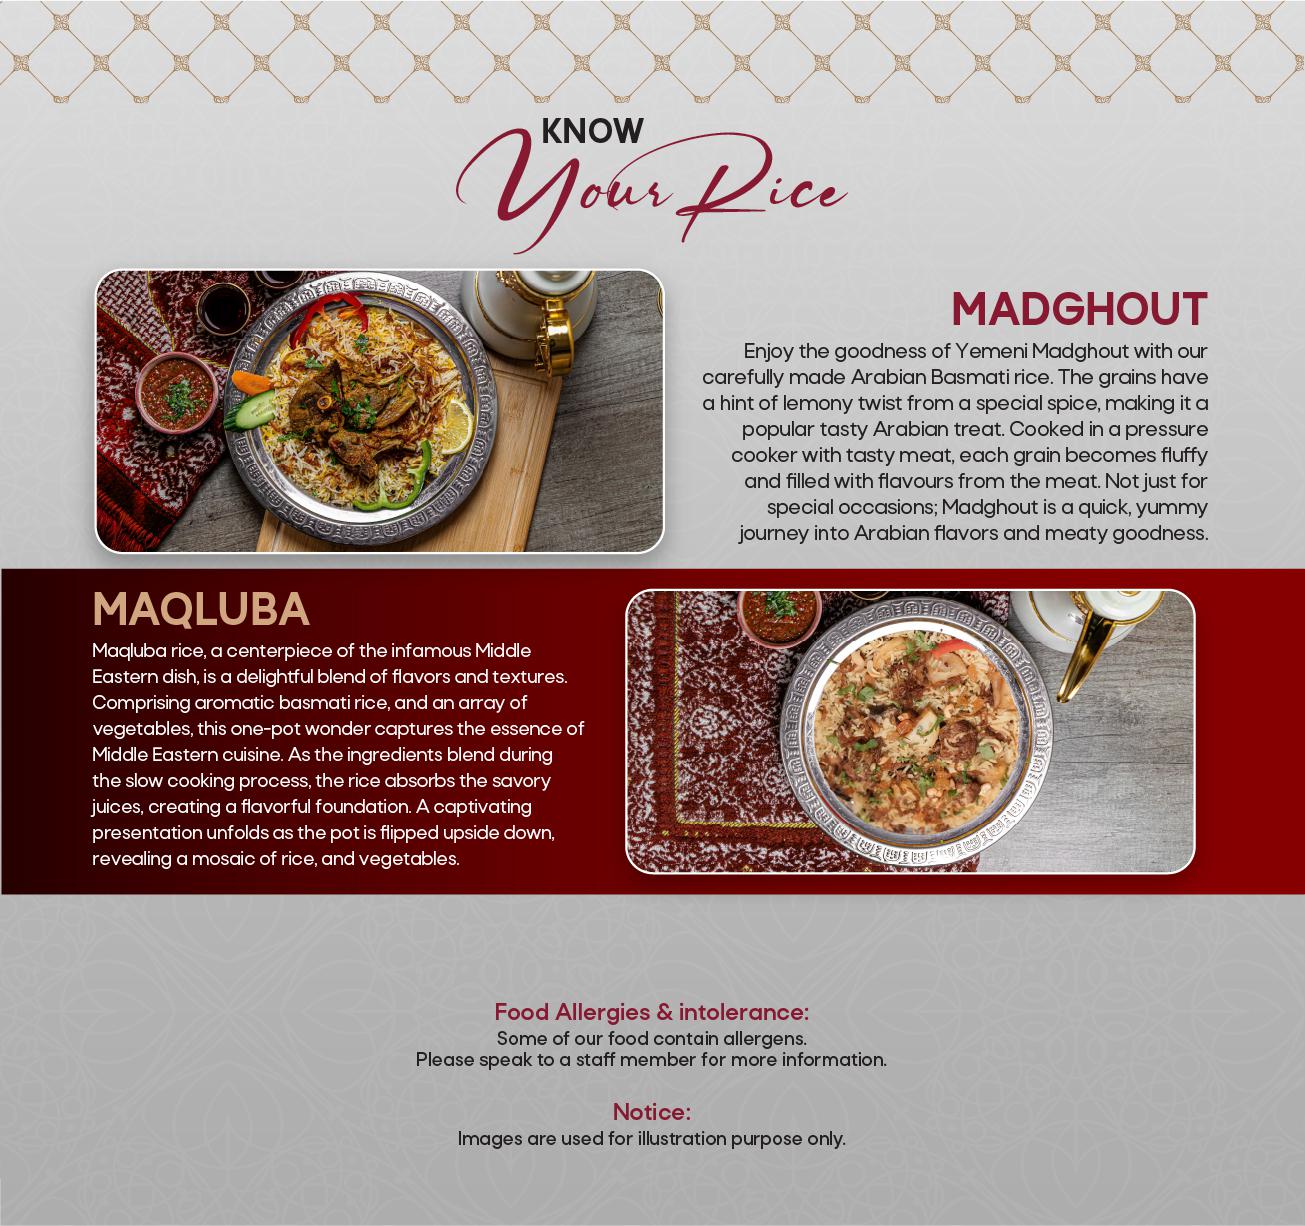 KNOW
Your Rice
MADGHOUT
Enjoy the goodness of Yemeni Madghout with our
carefully made Arabian Basmati rice. The grains have
a hint of lemony twist from a special spice, making it a
popular tasty Arabian treat. Cooked in a pressure
cooker with tasty meat, each grain becomes fluffy
and filled with flavours from the meat. Not just for
special occasions; Madghout is a quick, yummy
journey into Arabian flavors and meaty goodness.
MAQLUBA
Maqluba rice, a centerpiece of the infamous Middle
Eastern dish, is a delightful blend of flavors and textures.
Comprising aromatic basmati rice, and an array of
vegetables, this one-pot wonder captures the essence of
Middle Eastern cuisine. As the ingredients blend during
the slow cooking process, the rice absorbs the savory
juices, creating a flavorful foundation. A captivating
presentation unfolds as the pot is flipped upside down,
revealing a mosaic of rice, and vegetables.
Food Allergies & intolerance:
Some of our food contain allergens.
Please speak to a staff member for more information.
Notice:
Images are used for illustration purpose only.